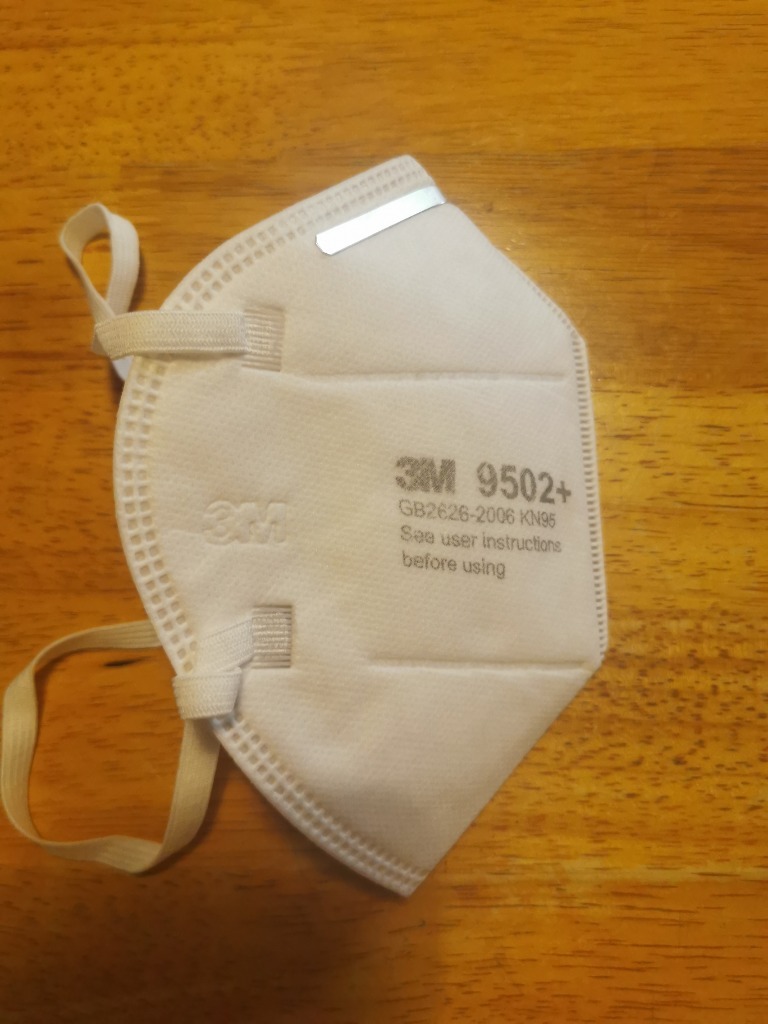 3M 9502+
GB2626-2006 KN95
See user instructions
before using
3M